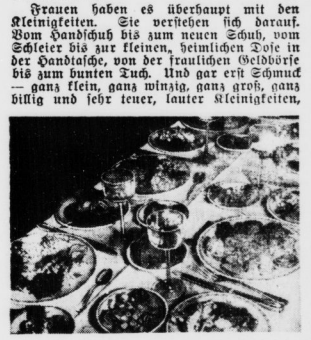 Frauen haben es überhaupt mit den
Kleinigkeiten. Sie verstehen sich darauf.
Vom Handschuh bis zum neuen Schuh, vom
Schleier bis zur kleinen, heimlichen Dose in
der Handtasche, von der fraulichen Geldbörse
bis zum bunten Tuch. Und gar erst Schmuck
— ganz klein, ganz winzig, ganz groß, ganz
billig und sehr teuer, lauter Kleinigkeiten,